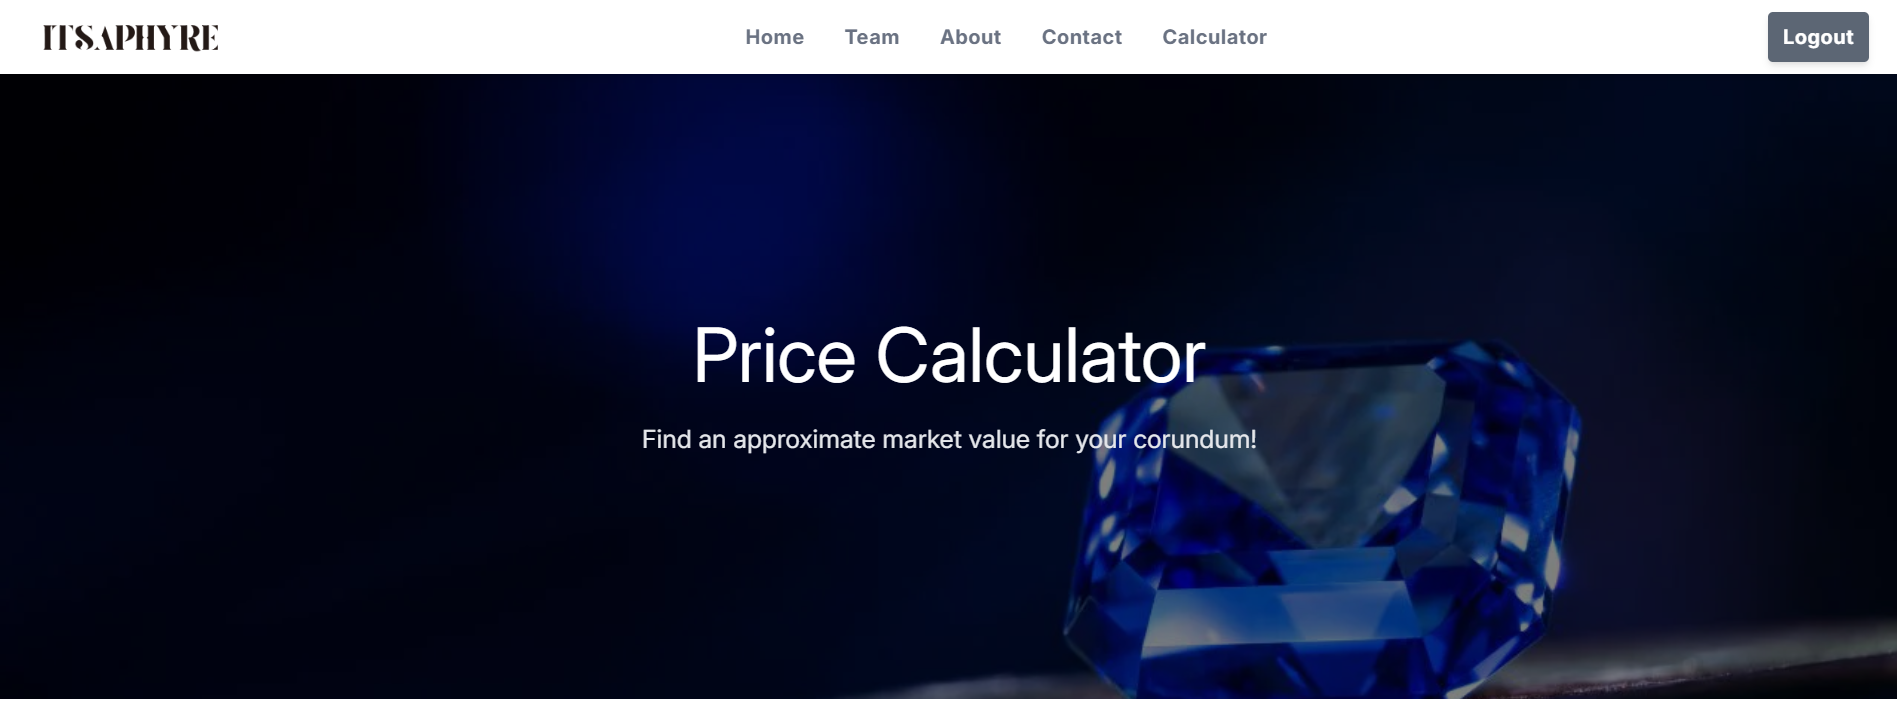 ITSAPHYRE
Home Team About Contact Calculator
Logout
Price Calculator
Find an approximate market value for your corundum!